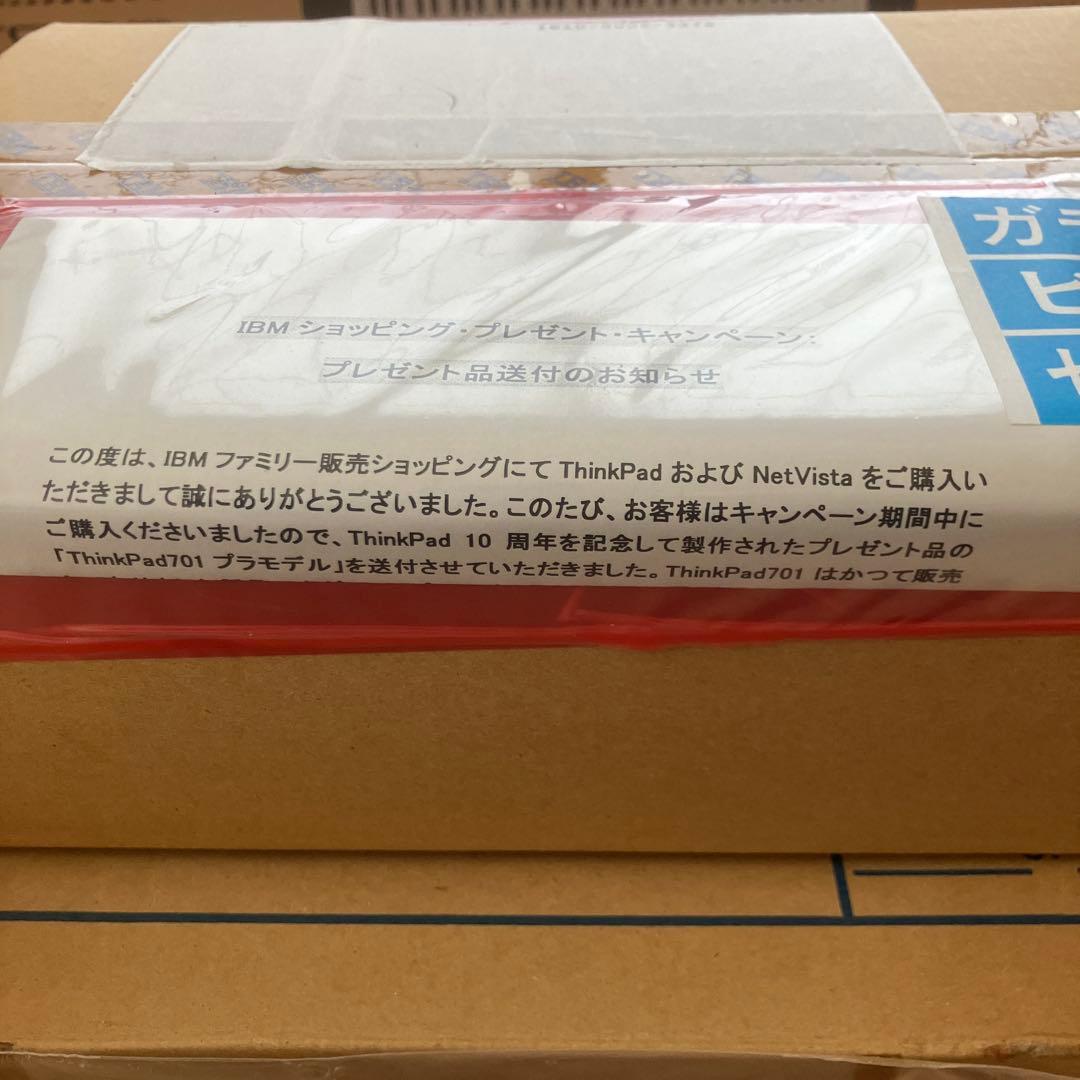 ガラ
ビ
IBM ショッピング・プレゼント・キャンペーン:
プレゼント品送付のお知らせ
この度は、IBM ファミリー販売ショッピングにて ThinkPad および NetVista をご購入い
ただきまして誠にありがとうございました。このたび、お客様はキャンペーン期間中に
ご購入くださいましたので、ThinkPad 10 周年を記念して製作されたプレゼント品の
「ThinkPad701 プラモデル」を送付させていただきました。ThinkPad701 はかつて販売